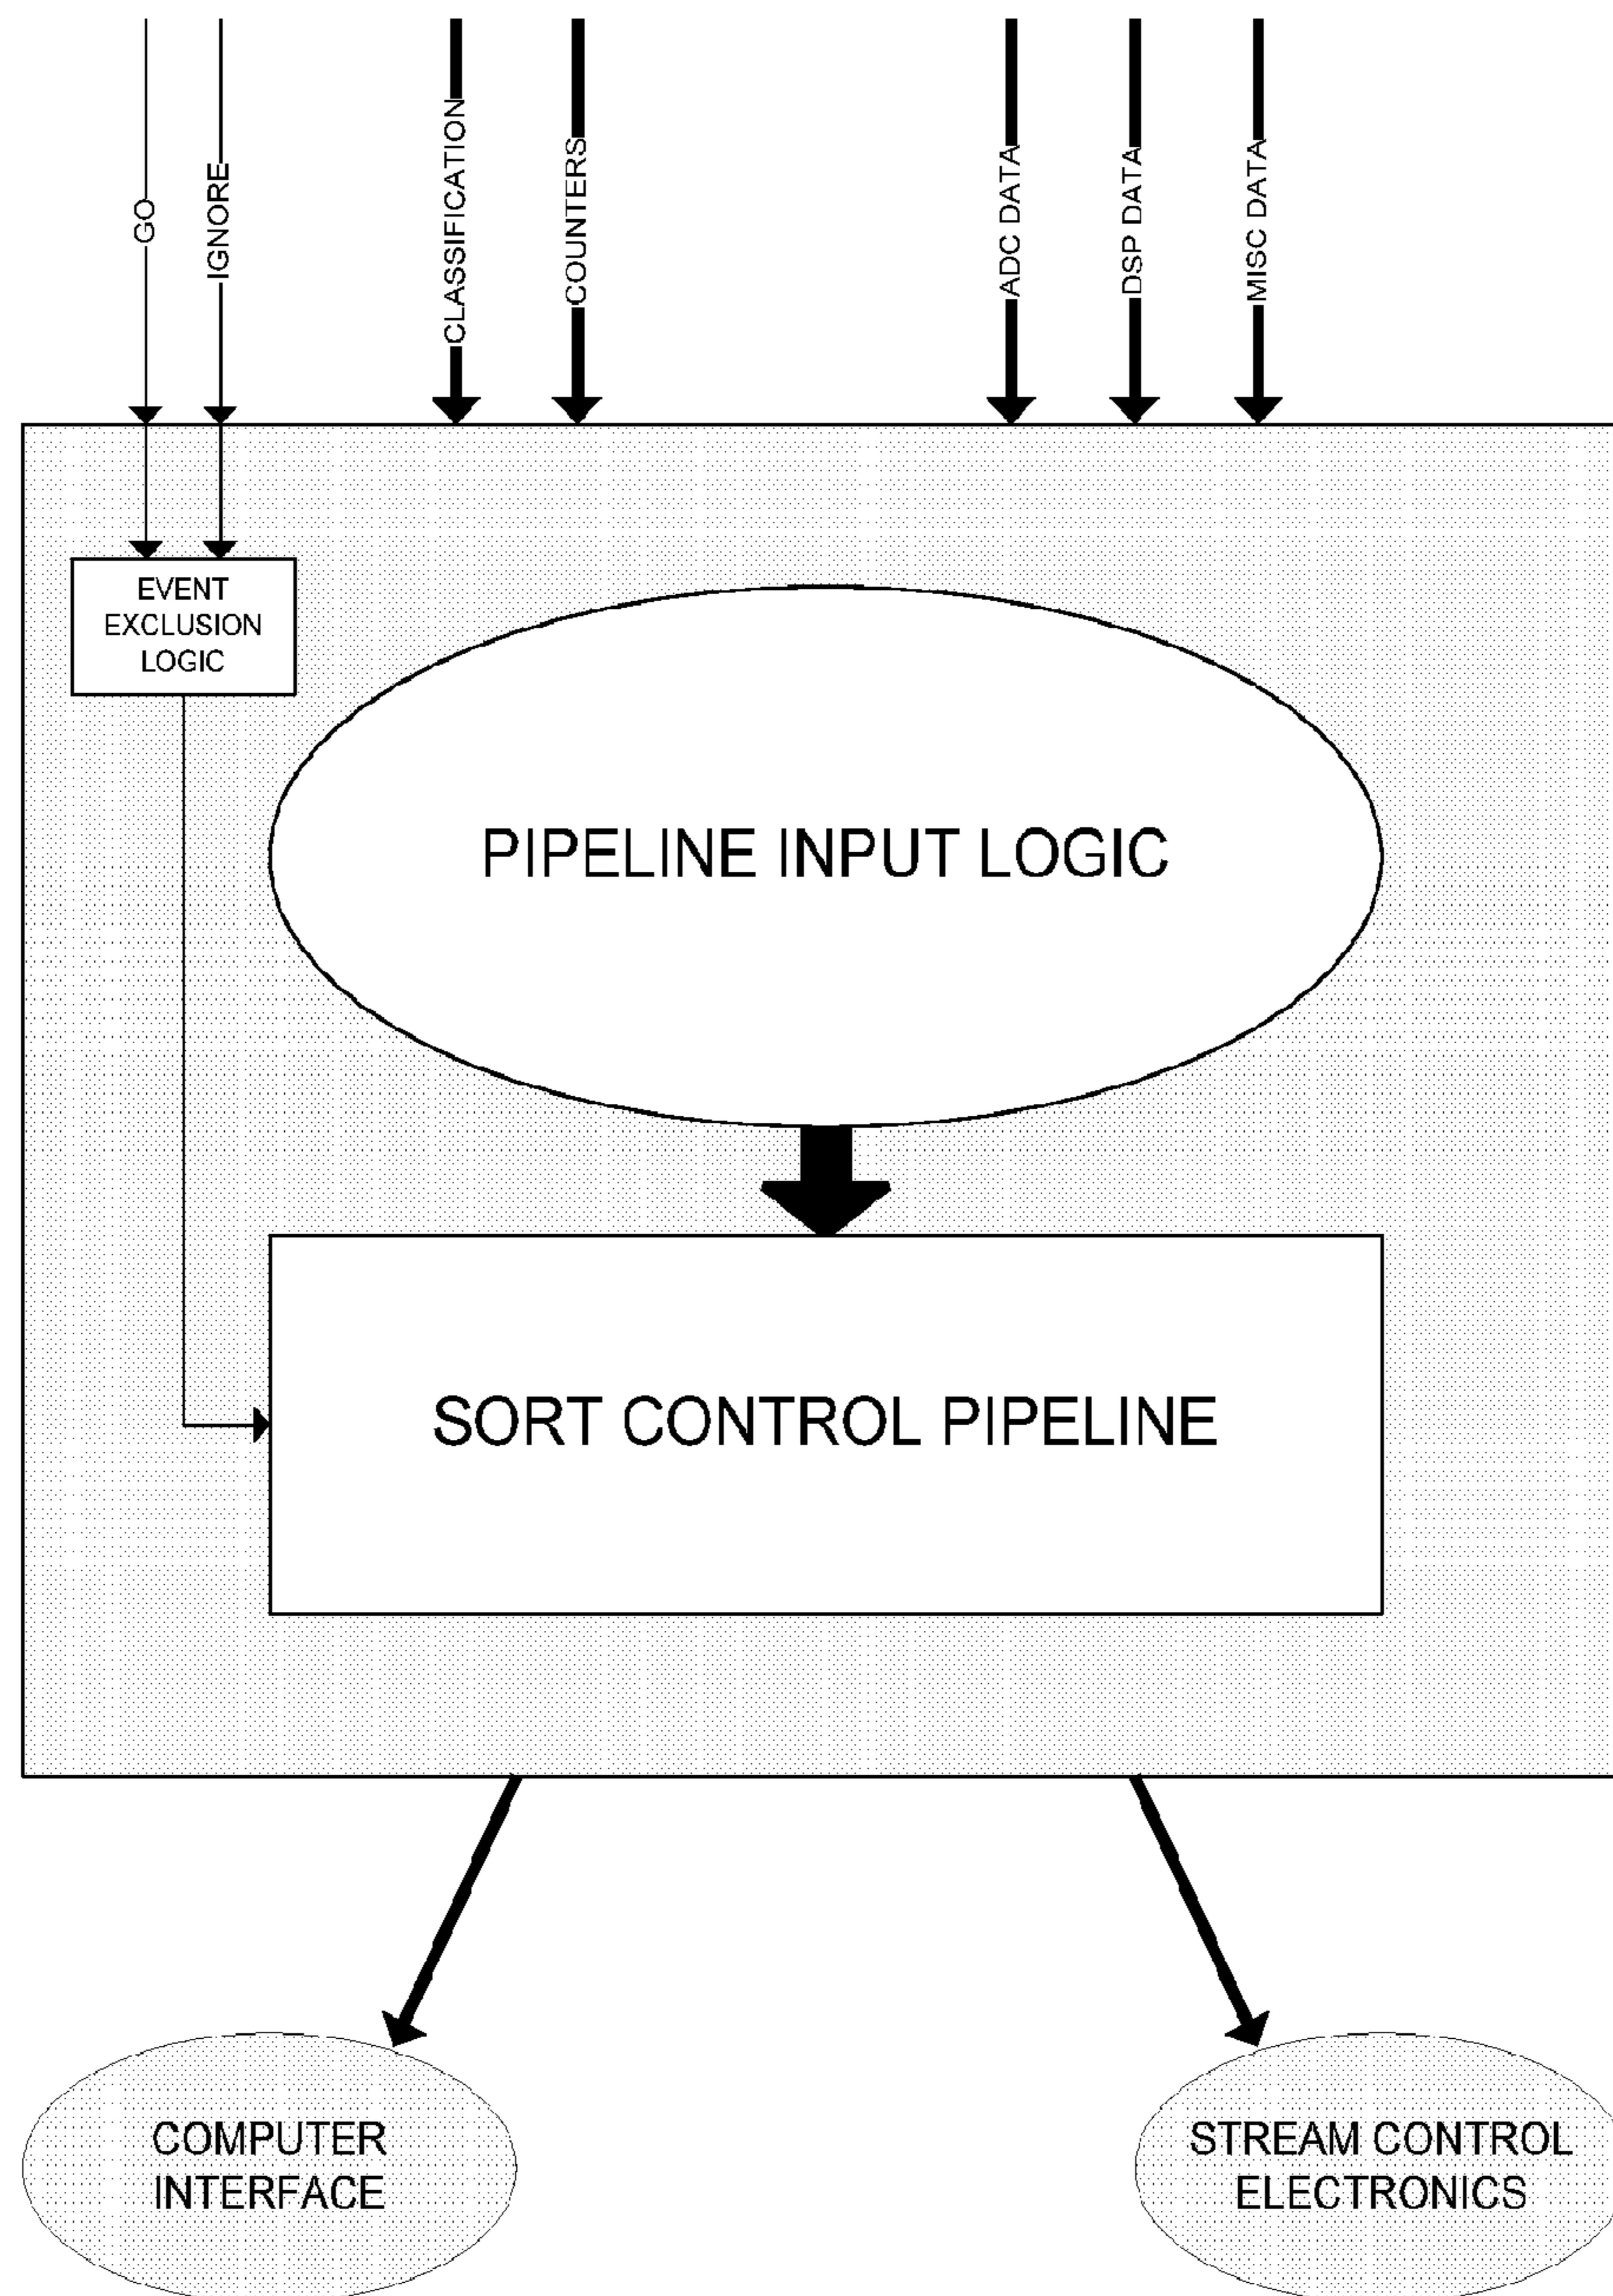 GO
IGNORE
CLASSIFICATION
COUNTERS
ADC DATA
DSP DATA
MISC DATA
EVENT
EXCLUSION
LOGIC
PIPELINE INPUT LOGIC
SORT CONTROL PIPELINE
COMPUTER
INTERFACE
STREAM CONTROL
ELECTRONICS